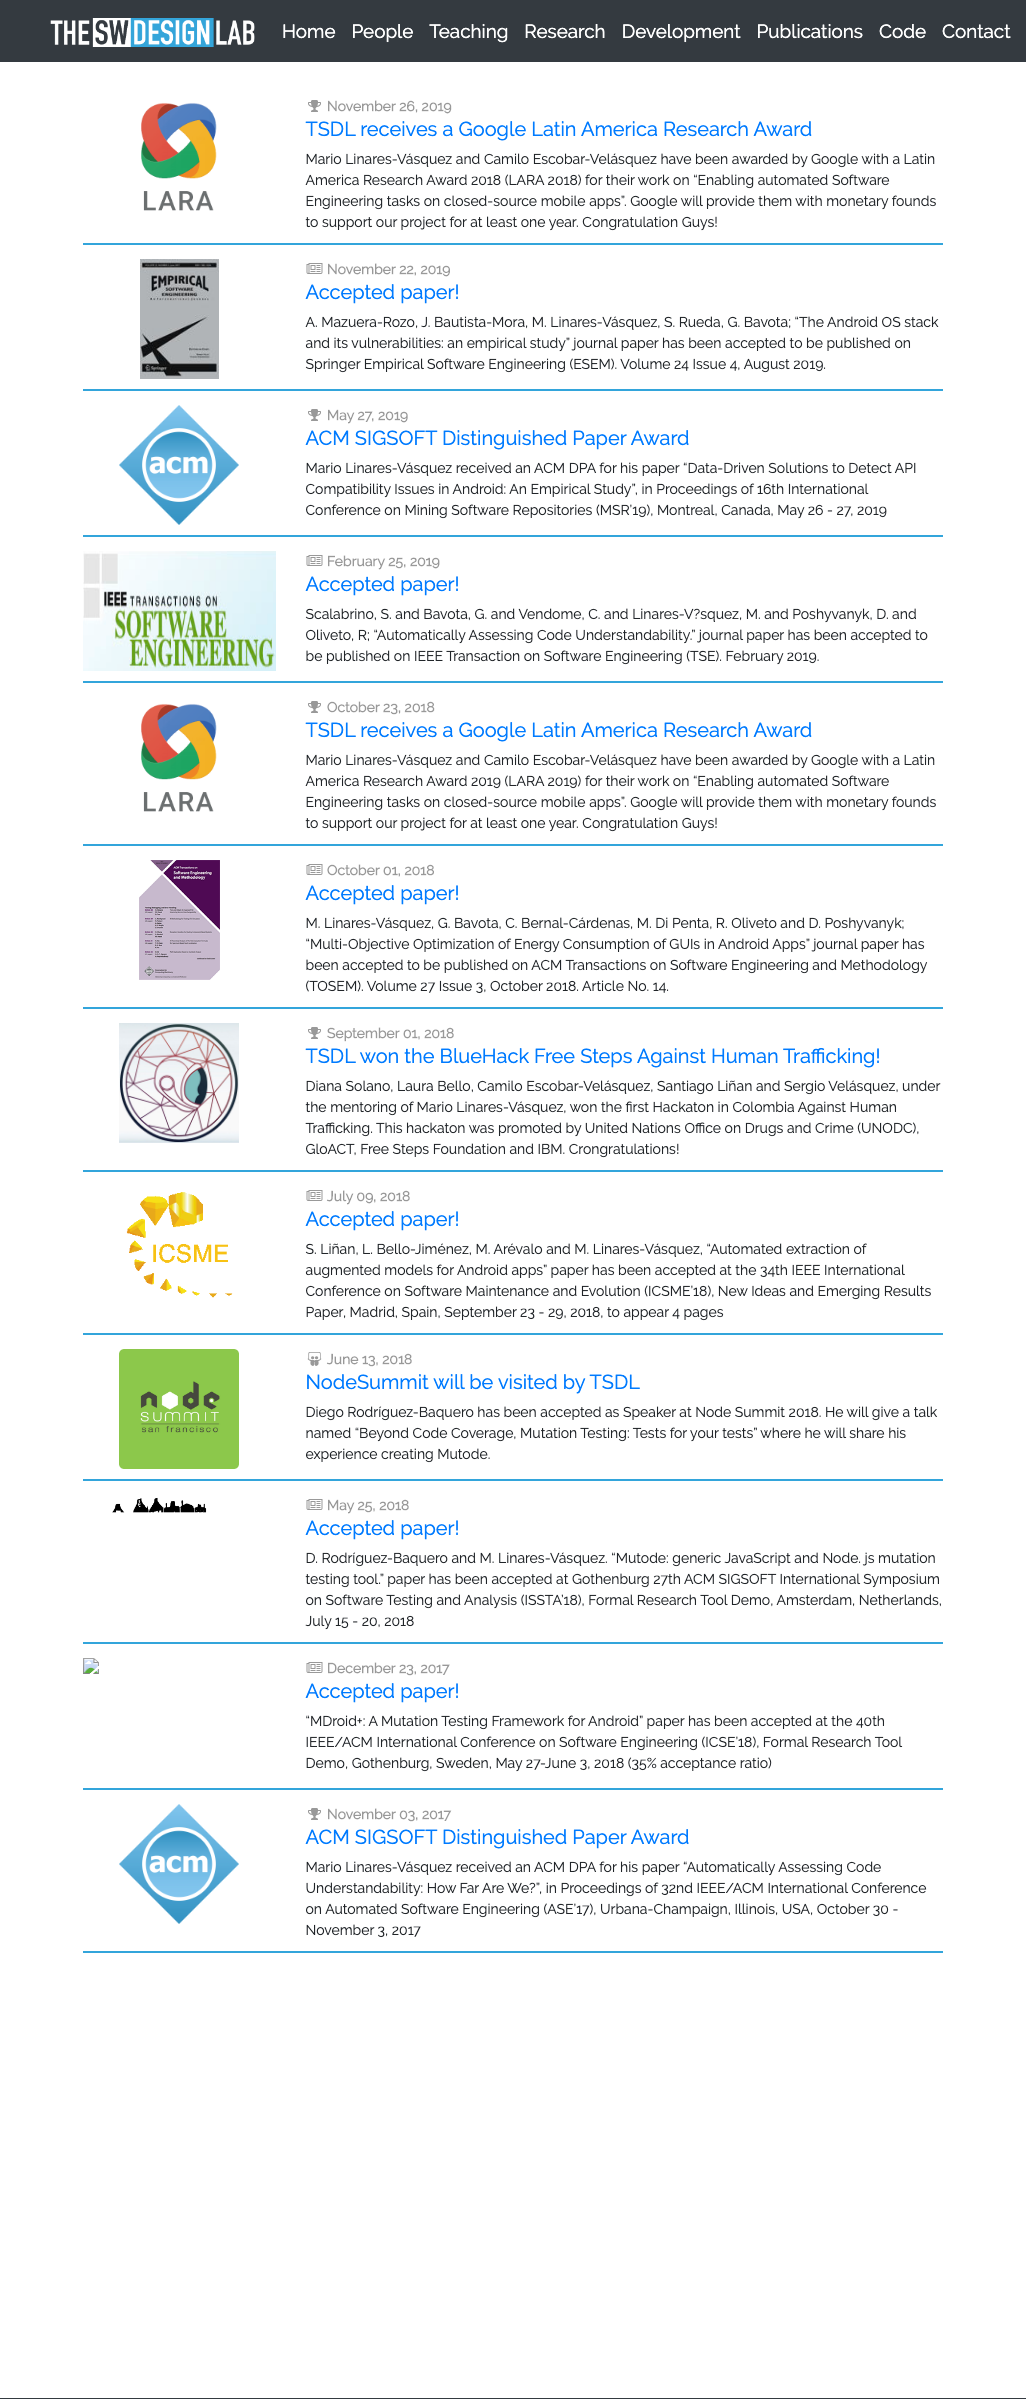 THESWDESIGNLAB Home People Teaching Research Development Publications Code Contact
November 26, 2019
TSDL receives a Google Latin America Research Award
Mario Linares-Vásquez and Camilo Escobar-Velásquez have been awarded by Google with a Latin
America Research Award 2018 (LARA 2018) for their work on “Enabling automated Software
Engineering tasks on closed-source mobile apps”. Google will provide them with monetary founds
to support our project for at least one year. Congratulation Guys!
LARA
November 22, 2019
Accepted paper!
A. Mazuera-Rozo, J. Bautista-Mora, M. Linares-Vásquez, S. Rueda, G. Bavota; “The Android OS stack
and its vulnerabilities: an empirical study” journal paper has been accepted to be published on
Springer Empirical Software Engineering (ESEM). Volume 24 Issue 4, August 2019.
EMPIRICAL
SOFTWARE ENGINEERING
Springer
May 27, 2019
ACM SIGSOFT Distinguished Paper Award
Mario Linares-Vásquez received an ACM DPA for his paper “Data-Driven Solutions to Detect API
Compatibility Issues in Android: An Empirical Study”, in Proceedings of 16th International
Conference on Mining Software Repositories (MSR’19), Montreal, Canada, May 26 - 27, 2019
acm
February 25, 2019
Accepted paper!
Scalabrino, S. and Bavota, G. and Vendome, C. and Linares-V?squez, M. and Poshyvanyk, D. and
Oliveto, R; “Automatically Assessing Code Understandability.” journal paper has been accepted to
be published on IEEE Transaction on Software Engineering (TSE). February 2019.
IEEE TRANSACTIONS ON
SOFTWARE
ENGINEERING
October 23, 2018
TSDL receives a Google Latin America Research Award
Mario Linares-Vásquez and Camilo Escobar-Velásquez have been awarded by Google with a Latin
America Research Award 2019 (LARA 2019) for their work on “Enabling automated Software
Engineering tasks on closed-source mobile apps”. Google will provide them with monetary founds
to support our project for at least one year. Congratulation Guys!
LARA
October 01, 2018
Accepted paper!
M. Linares-Vásquez, G. Bavota, C. Bernal-Cárdenas, M. Di Penta, R. Oliveto and D. Poshyvanyk;
“Multi-Objective Optimization of Energy Consumption of GUIs in Android Apps” journal paper has
been accepted to be published on ACM Transactions on Software Engineering and Methodology
(TOSEM). Volume 27 Issue 3, October 2018. Article No. 14.
Software Engineering
and Methodology
September 01, 2018
TSDL won the BlueHack Free Steps Against Human Trafficking!
Diana Solano, Laura Bello, Camilo Escobar-Velásquez, Santiago Liñan and Sergio Velásquez, under
the mentoring of Mario Linares-Vásquez, won the first Hackaton in Colombia Against Human
Trafficking. This hackaton was promoted by United Nations Office on Drugs and Crime (UNODC),
GloACT, Free Steps Foundation and IBM. Crongratulations!
July 09, 2018
Accepted paper!
S. Liñan, L. Bello-Jiménez, M. Arévalo and M. Linares-Vásquez, “Automated extraction of
augmented models for Android apps” paper has been accepted at the 34th IEEE International
Conference on Software Maintenance and Evolution (ICSME’18), New Ideas and Emerging Results
Paper, Madrid, Spain, September 23 - 29, 2018, to appear 4 pages
ICSME
June 13, 2018
NodeSummit will be visited by TSDL
Diego Rodríguez-Baquero has been accepted as Speaker at Node Summit 2018. He will give a talk
named “Beyond Code Coverage, Mutation Testing: Tests for your tests” where he will share his
experience creating Mutode.
node
SUMMIT
san francisco
May 25, 2018
Accepted paper!
D. Rodríguez-Baquero and M. Linares-Vásquez. “Mutode: generic JavaScript and Node. js mutation
testing tool.” paper has been accepted at Gothenburg 27th ACM SIGSOFT International Symposium
on Software Testing and Analysis (ISSTA’18), Formal Research Tool Demo, Amsterdam, Netherlands,
July 15 - 20, 2018
December 23, 2017
Accepted paper!
“MDroid+: A Mutation Testing Framework for Android” paper has been accepted at the 40th
IEEE/ACM International Conference on Software Engineering (ICSE’18), Formal Research Tool
Demo, Gothenburg, Sweden, May 27-June 3, 2018 (35% acceptance ratio)
November 03, 2017
ACM SIGSOFT Distinguished Paper Award
Mario Linares-Vásquez received an ACM DPA for his paper “Automatically Assessing Code
Understandability: How Far Are We?”, in Proceedings of 32nd IEEE/ACM International Conference
on Automated Software Engineering (ASE’17), Urbana-Champaign, Illinois, USA, October 30 -
November 3, 2017
acm